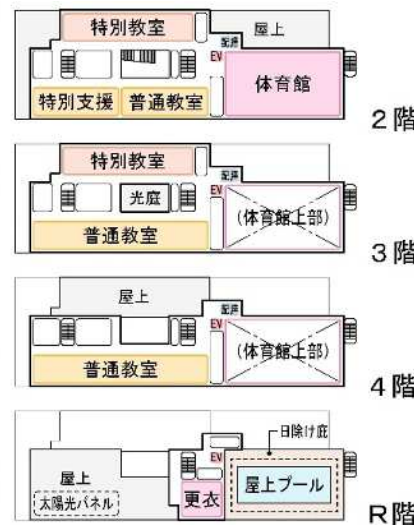 特別教室
屋上
配膳
EV
体育館
特別支援
普通教室
2階
特別教室
配膳
EV
光庭
(体育館上部)
普通教室
3階
屋上
配膳
EV
(体育館上部)
普通教室
4階
日除け庇
EV
屋上
太陽光パネル
更衣
屋上プール
R階